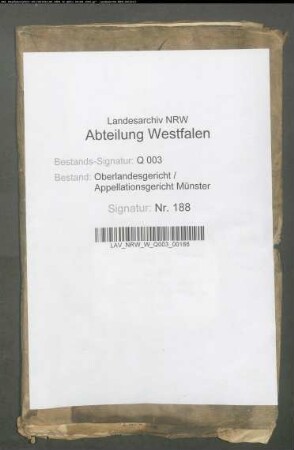 Landesarchiv NRW
Abteilung Westfalen
Bestands-Signatur: Q 003
Bestand: Oberlandesgericht /
Appellationsgericht Münster
Signatur: Nr. 188
LAV_NRW_W_Q003_00188